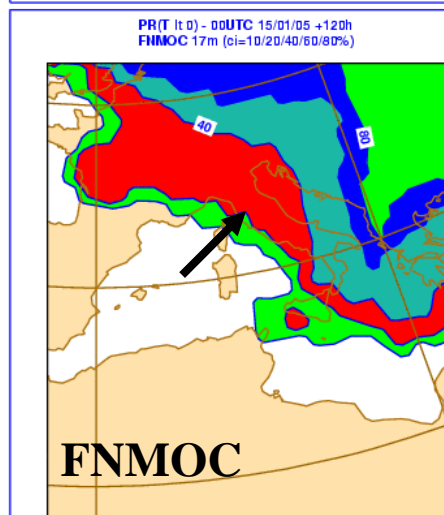 PR(T lt 0) - 00UTC 15/01/05 +120h
FNMOC 17m (ci=10/20/40/60/80%)
40
80
FNMOC